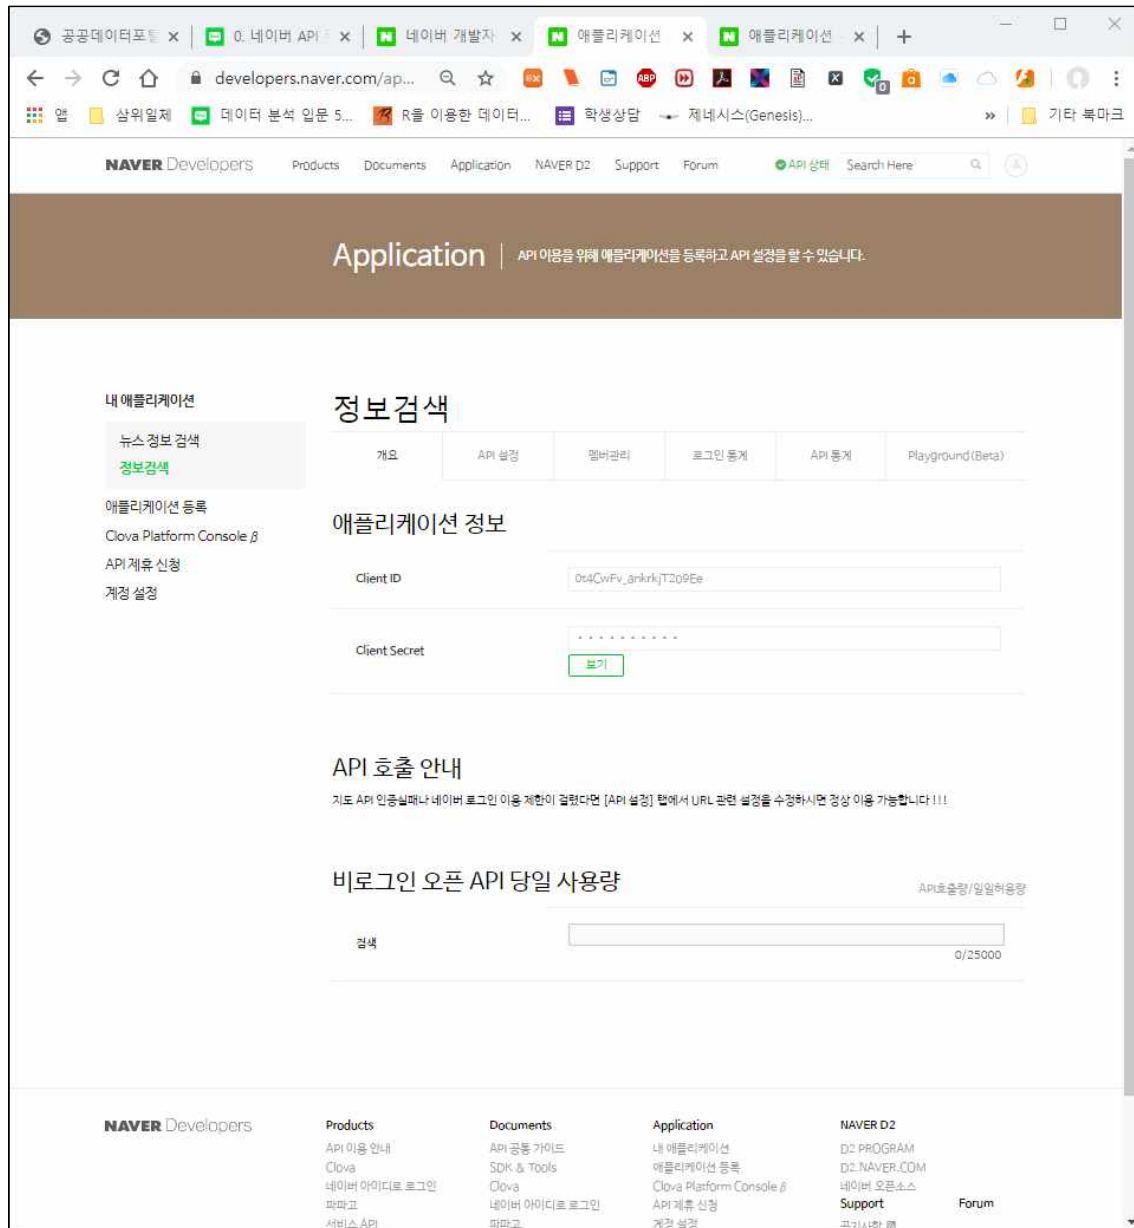 공공데이터포털
0. 네이버 API
네이버 개발자
애플리케이션
애플리케이션
developers.naver.com/ap...
앱
삼위일체
데이터 분석 입문 5...
R을 이용한 데이터...
학생상담
제네시스(Genesis)...
»
기타 북마크
NAVER Developers
Products
Documents
Application
NAVER D2
Support
Forum
API 상태
Search Here
Application
API 이용을 위해 애플리케이션을 등록하고 API 설정을 할 수 있습니다.
내 애플리케이션
뉴스 정보 검색
정보검색
애플리케이션 등록
Clova Platform Console β
API 제휴 신청
계정 설정
정보검색
개요
API 설정
멤버관리
로그인 통계
API 통계
Playground(Beta)
애플리케이션 정보
Client ID
0t4CwFv_ankrkjT2o9Ee
Client Secret
보기
API 호출 안내
지도 API 인증실패나 네이버 로그인 이용 제한이 걸렸다면 [API 설정] 탭에서 URL 관련 설정을 수정하시면 정상 이용 가능합니다 !!!
비로그인 오픈 API 당일 사용량
API호출량/일일허용량
검색
0/25000
NAVER Developers
Products
API 이용 안내
Clova
네이버 아이디로 로그인
파파고
서비스 API
Documents
API 공통 가이드
SDK & Tools
Clova
네이버 아이디로 로그인
파파고
Application
내 애플리케이션
애플리케이션 등록
Clova Platform Console β
API 제휴 신청
계정 설정
NAVER D2
D2 PROGRAM
D2.NAVER.COM
네이버 오픈소스
Support
공지사항
Forum